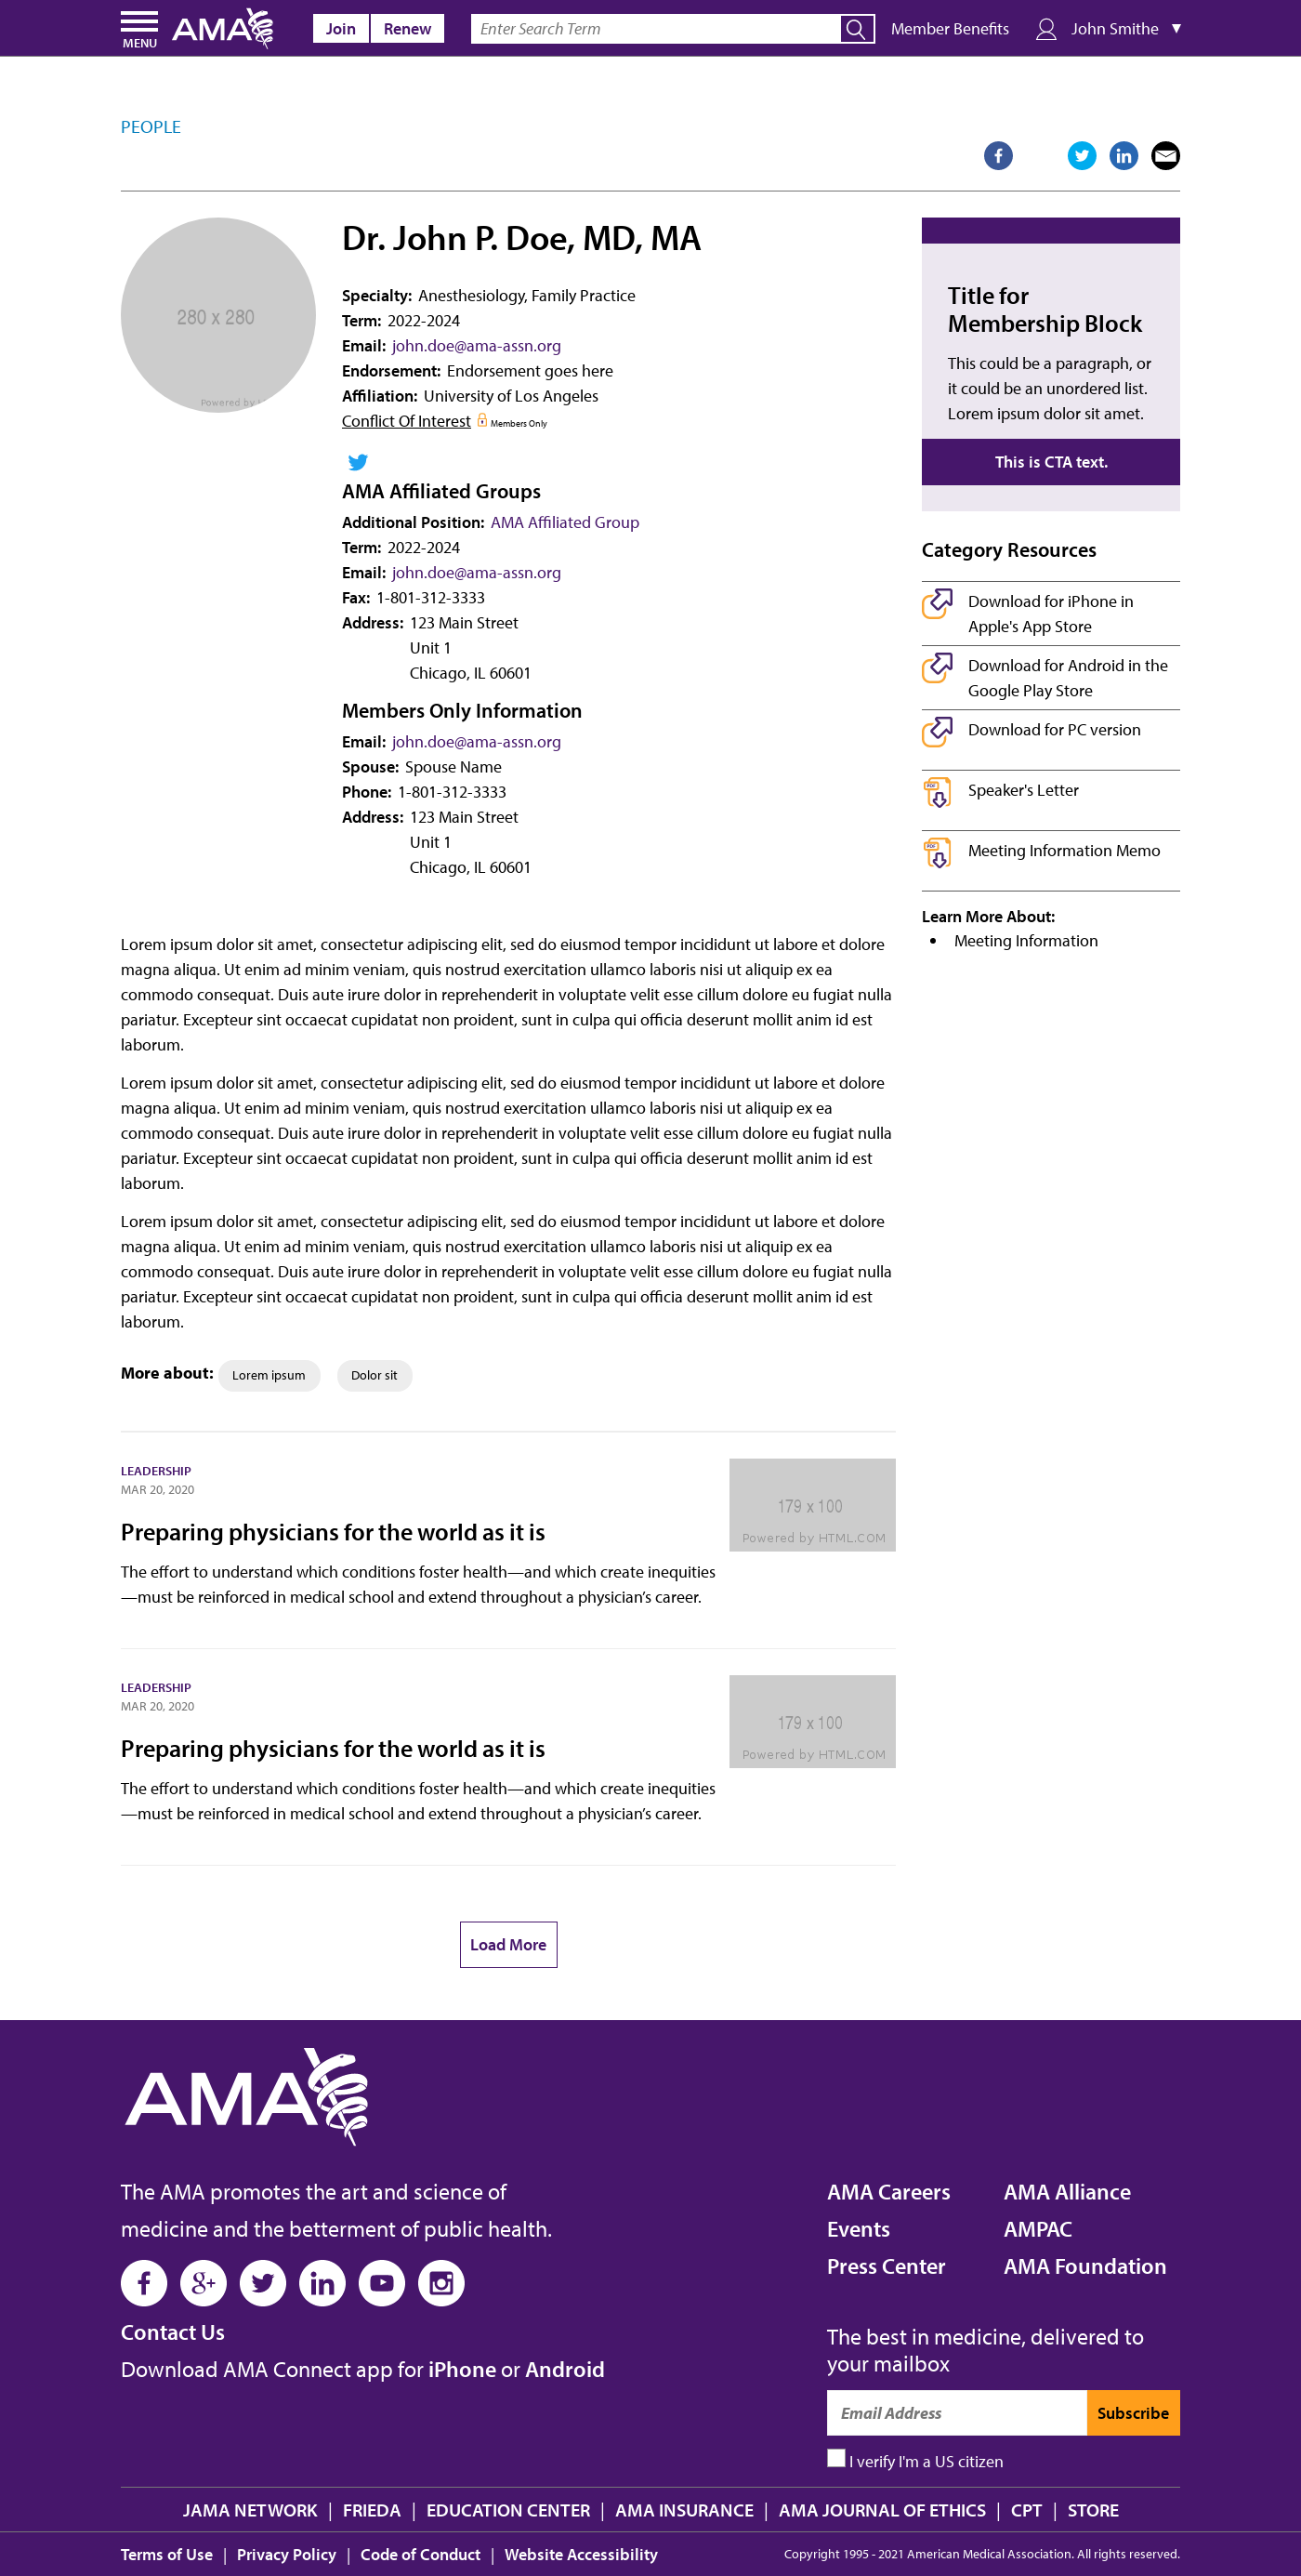 MENU
AMA
Join
Renew
Enter Search Term
Member Benefits
John Smithe ▼
PEOPLE
280 x 280
Powered by
Dr. John P. Doe, MD, MA
Specialty: Anesthesiology, Family Practice
Term: 2022-2024
Email: john.doe@ama-assn.org
Endorsement: Endorsement goes here
Affiliation: University of Los Angeles
Conflict Of Interest Members Only
AMA Affiliated Groups
Additional Position: AMA Affiliated Group
Term: 2022-2024
Email: john.doe@ama-assn.org
Fax: 1-801-312-3333
Address: 123 Main Street
Unit 1
Chicago, IL 60601
Members Only Information
Email: john.doe@ama-assn.org
Spouse: Spouse Name
Phone: 1-801-312-3333
Address: 123 Main Street
Unit 1
Chicago, IL 60601
Title for
Membership Block
This could be a paragraph, or
it could be an unordered list.
Lorem ipsum dolor sit amet.
This is CTA text.
Category Resources
Download for iPhone in
Apple's App Store
Download for Android in the
Google Play Store
Download for PC version
PDF
Speaker's Letter
PDF
Meeting Information Memo
Learn More About:
• Meeting Information
Lorem ipsum dolor sit amet, consectetur adipiscing elit, sed do eiusmod tempor incididunt ut labore et dolore
magna aliqua. Ut enim ad minim veniam, quis nostrud exercitation ullamco laboris nisi ut aliquip ex ea
commodo consequat. Duis aute irure dolor in reprehenderit in voluptate velit esse cillum dolore eu fugiat nulla
pariatur. Excepteur sint occaecat cupidatat non proident, sunt in culpa qui officia deserunt mollit anim id est
laborum.
Lorem ipsum dolor sit amet, consectetur adipiscing elit, sed do eiusmod tempor incididunt ut labore et dolore
magna aliqua. Ut enim ad minim veniam, quis nostrud exercitation ullamco laboris nisi ut aliquip ex ea
commodo consequat. Duis aute irure dolor in reprehenderit in voluptate velit esse cillum dolore eu fugiat nulla
pariatur. Excepteur sint occaecat cupidatat non proident, sunt in culpa qui officia deserunt mollit anim id est
laborum.
Lorem ipsum dolor sit amet, consectetur adipiscing elit, sed do eiusmod tempor incididunt ut labore et dolore
magna aliqua. Ut enim ad minim veniam, quis nostrud exercitation ullamco laboris nisi ut aliquip ex ea
commodo consequat. Duis aute irure dolor in reprehenderit in voluptate velit esse cillum dolore eu fugiat nulla
pariatur. Excepteur sint occaecat cupidatat non proident, sunt in culpa qui officia deserunt mollit anim id est
laborum.
More about: Lorem ipsum Dolor sit
LEADERSHIP
MAR 20, 2020
Preparing physicians for the world as it is
The effort to understand which conditions foster health—and which create inequities
—must be reinforced in medical school and extend throughout a physician’s career.
179 x 100
Powered by HTML.COM
LEADERSHIP
MAR 20, 2020
Preparing physicians for the world as it is
The effort to understand which conditions foster health—and which create inequities
—must be reinforced in medical school and extend throughout a physician’s career.
179 x 100
Powered by HTML.COM
Load More
AMA
The AMA promotes the art and science of
medicine and the betterment of public health.
Contact Us
Download AMA Connect app for iPhone or Android
AMA Careers
Events
Press Center
AMA Alliance
AMPAC
AMA Foundation
The best in medicine, delivered to
your mailbox
Email Address
Subscribe
I verify I'm a US citizen
JAMA NETWORK | FRIEDA | EDUCATION CENTER | AMA INSURANCE | AMA JOURNAL OF ETHICS | CPT | STORE
Terms of Use | Privacy Policy | Code of Conduct | Website Accessibility
Copyright 1995 - 2021 American Medical Association. All rights reserved.